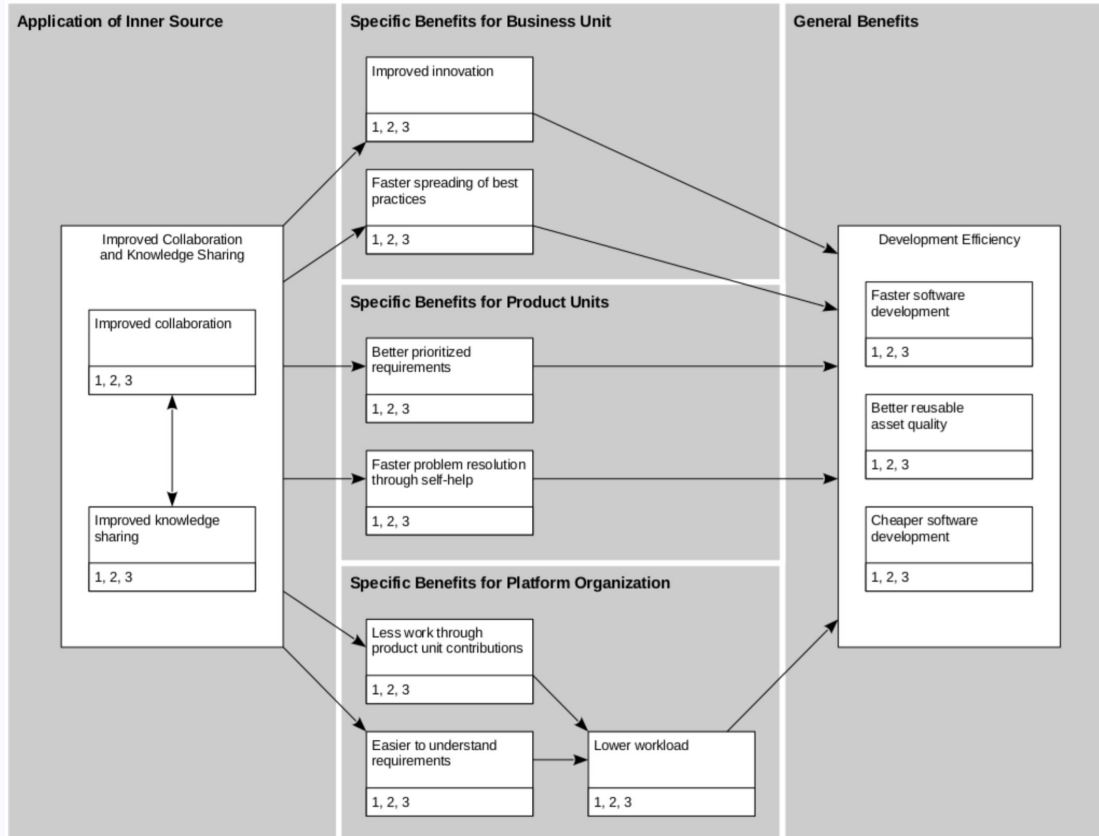 Application of Inner Source
Improved Collaboration
and Knowledge Sharing
Improved collaboration
1, 2, 3
Improved knowledge
sharing
1, 2, 3
Specific Benefits for Business Unit
Improved innovation
1, 2, 3
Faster spreading of best
practices
1, 2, 3
Specific Benefits for Product Units
Better prioritized
requirements
1, 2, 3
Faster problem resolution
through self-help
1, 2, 3
Specific Benefits for Platform Organization
Less work through
product unit contributions
1, 2, 3
Easier to understand
requirements
1, 2, 3
Lower workload
1, 2, 3
General Benefits
Development Efficiency
Faster software
development
1, 2, 3
Better reusable
asset quality
1, 2, 3
Cheaper software
development
1, 2, 3